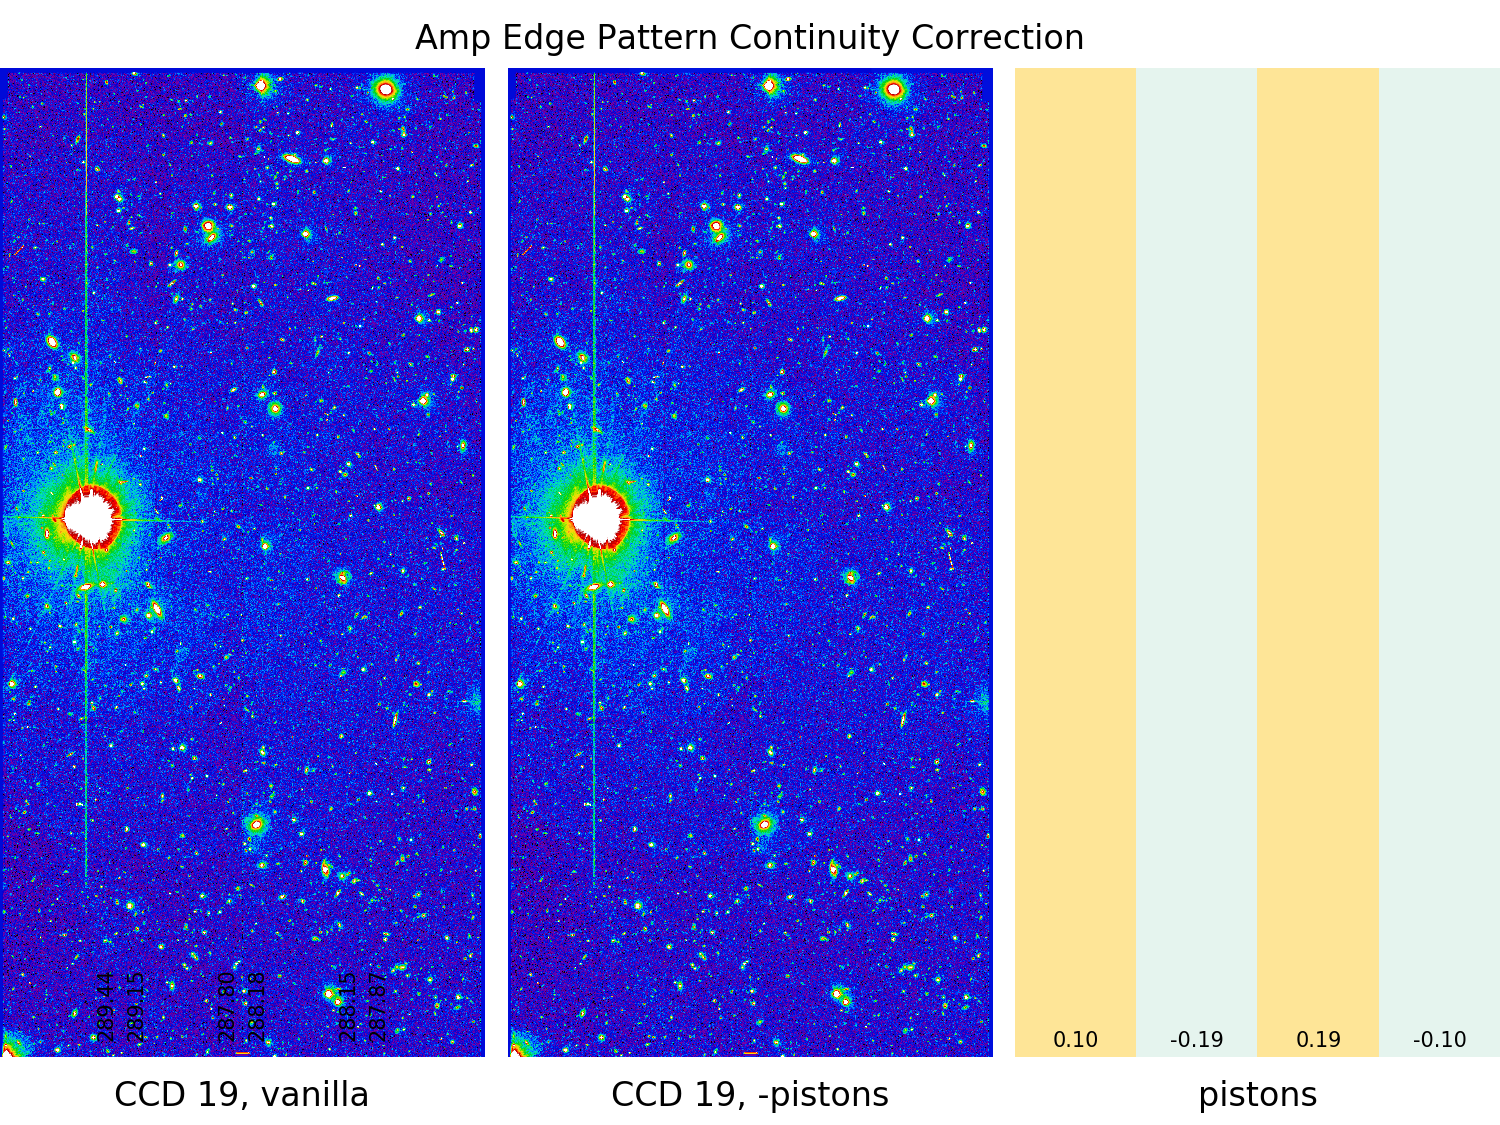 Amp Edge Pattern Continuity Correction
289.44
289.15
287.80
288.18
288.15
287.87
0.10 -0.19 0.19 -0.10
CCD 19, vanilla CCD 19, -pistons pistons